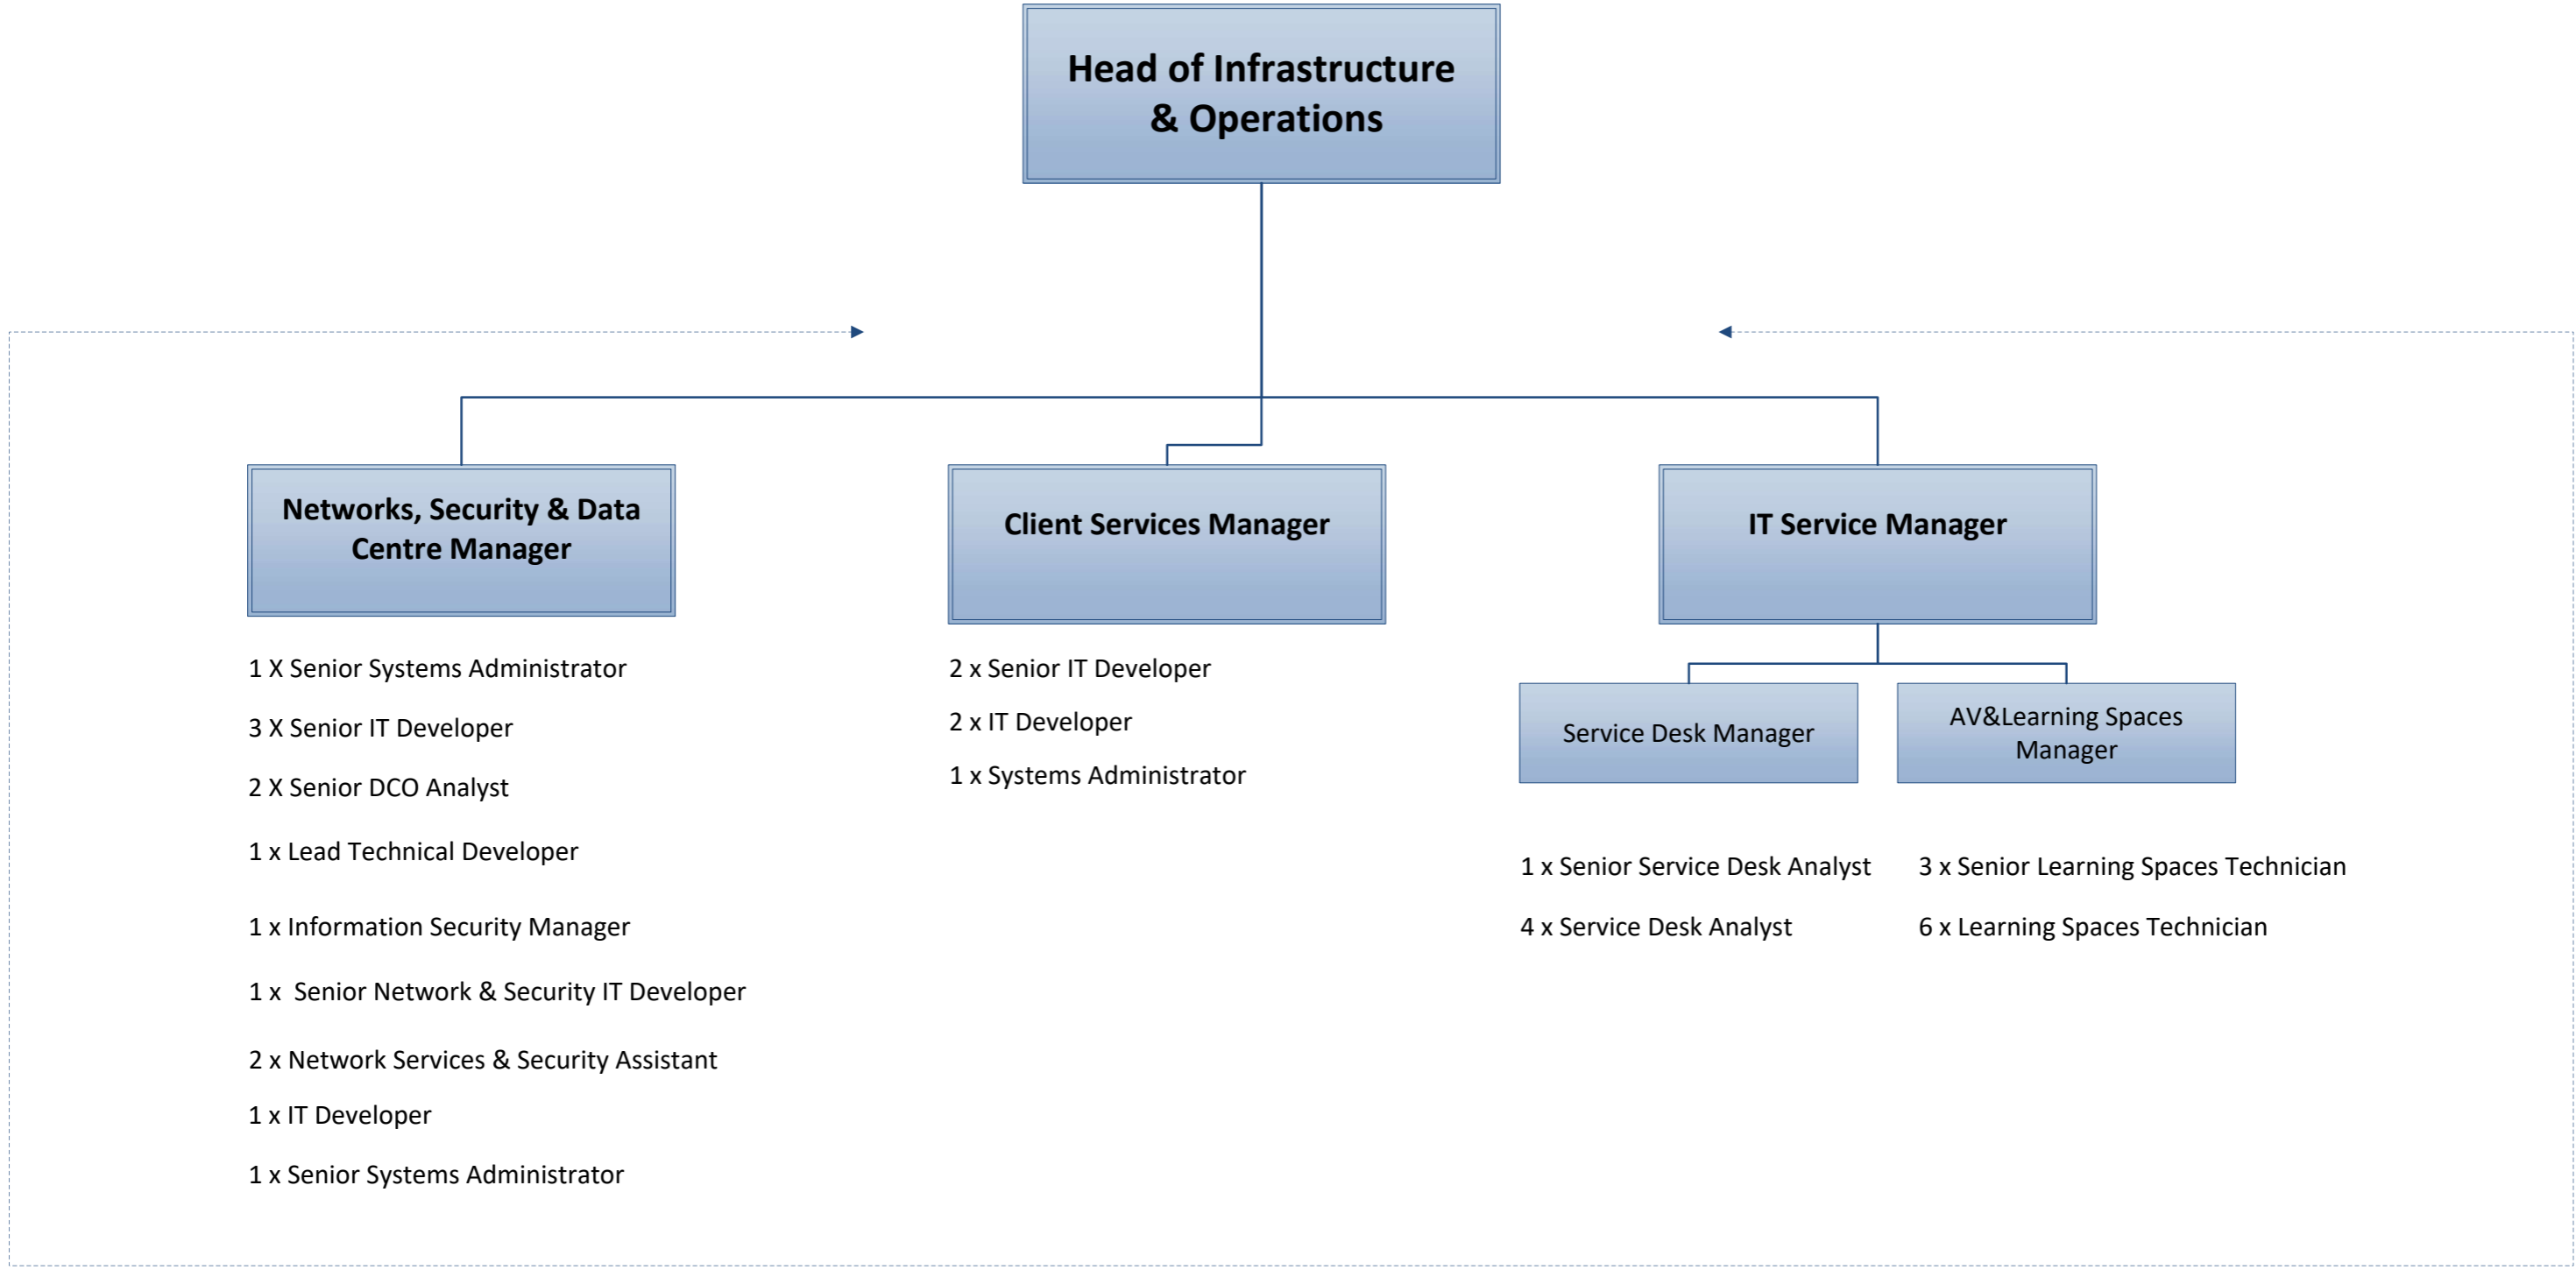 Head of Infrastructure
& Operations
Networks, Security & Data
Centre Manager
1 X Senior Systems Administrator
3 X Senior IT Developer
2 X Senior DCO Analyst
1 x Lead Technical Developer
1 x Information Security Manager
1 x  Senior Network & Security IT Developer
2 x Network Services & Security Assistant
1 x IT Developer
1 x Senior Systems Administrator
Client Services Manager
2 x Senior IT Developer
2 x IT Developer
1 x Systems Administrator
IT Service Manager
Service Desk Manager
1 x Senior Service Desk Analyst
4 x Service Desk Analyst
AV&Learning Spaces
Manager
3 x Senior Learning Spaces Technician
6 x Learning Spaces Technician